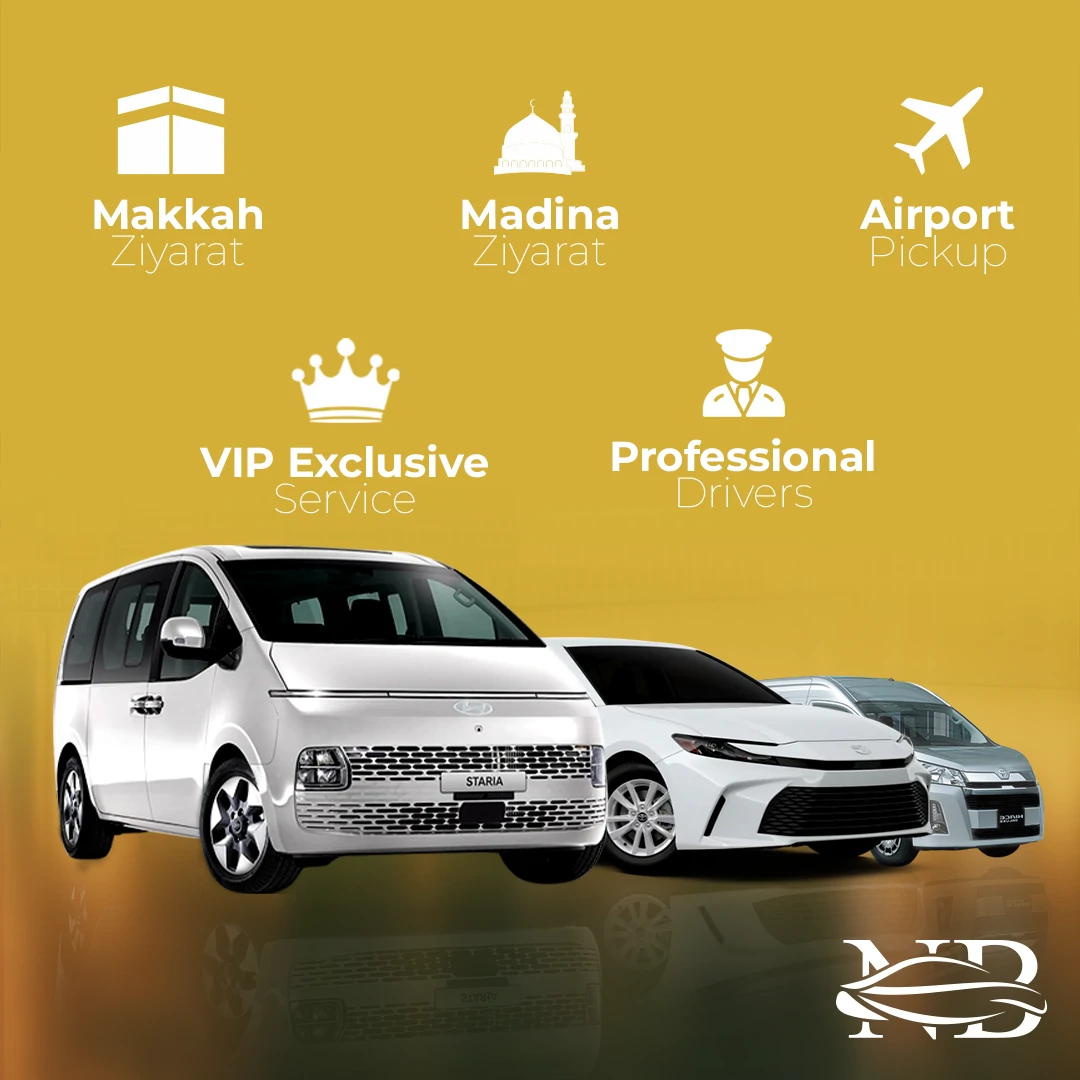 Makkah
Ziyarat
Madina
Ziyarat
Airport
Pickup
VIP Exclusive
Service
Professional
Drivers
STARIA
NB